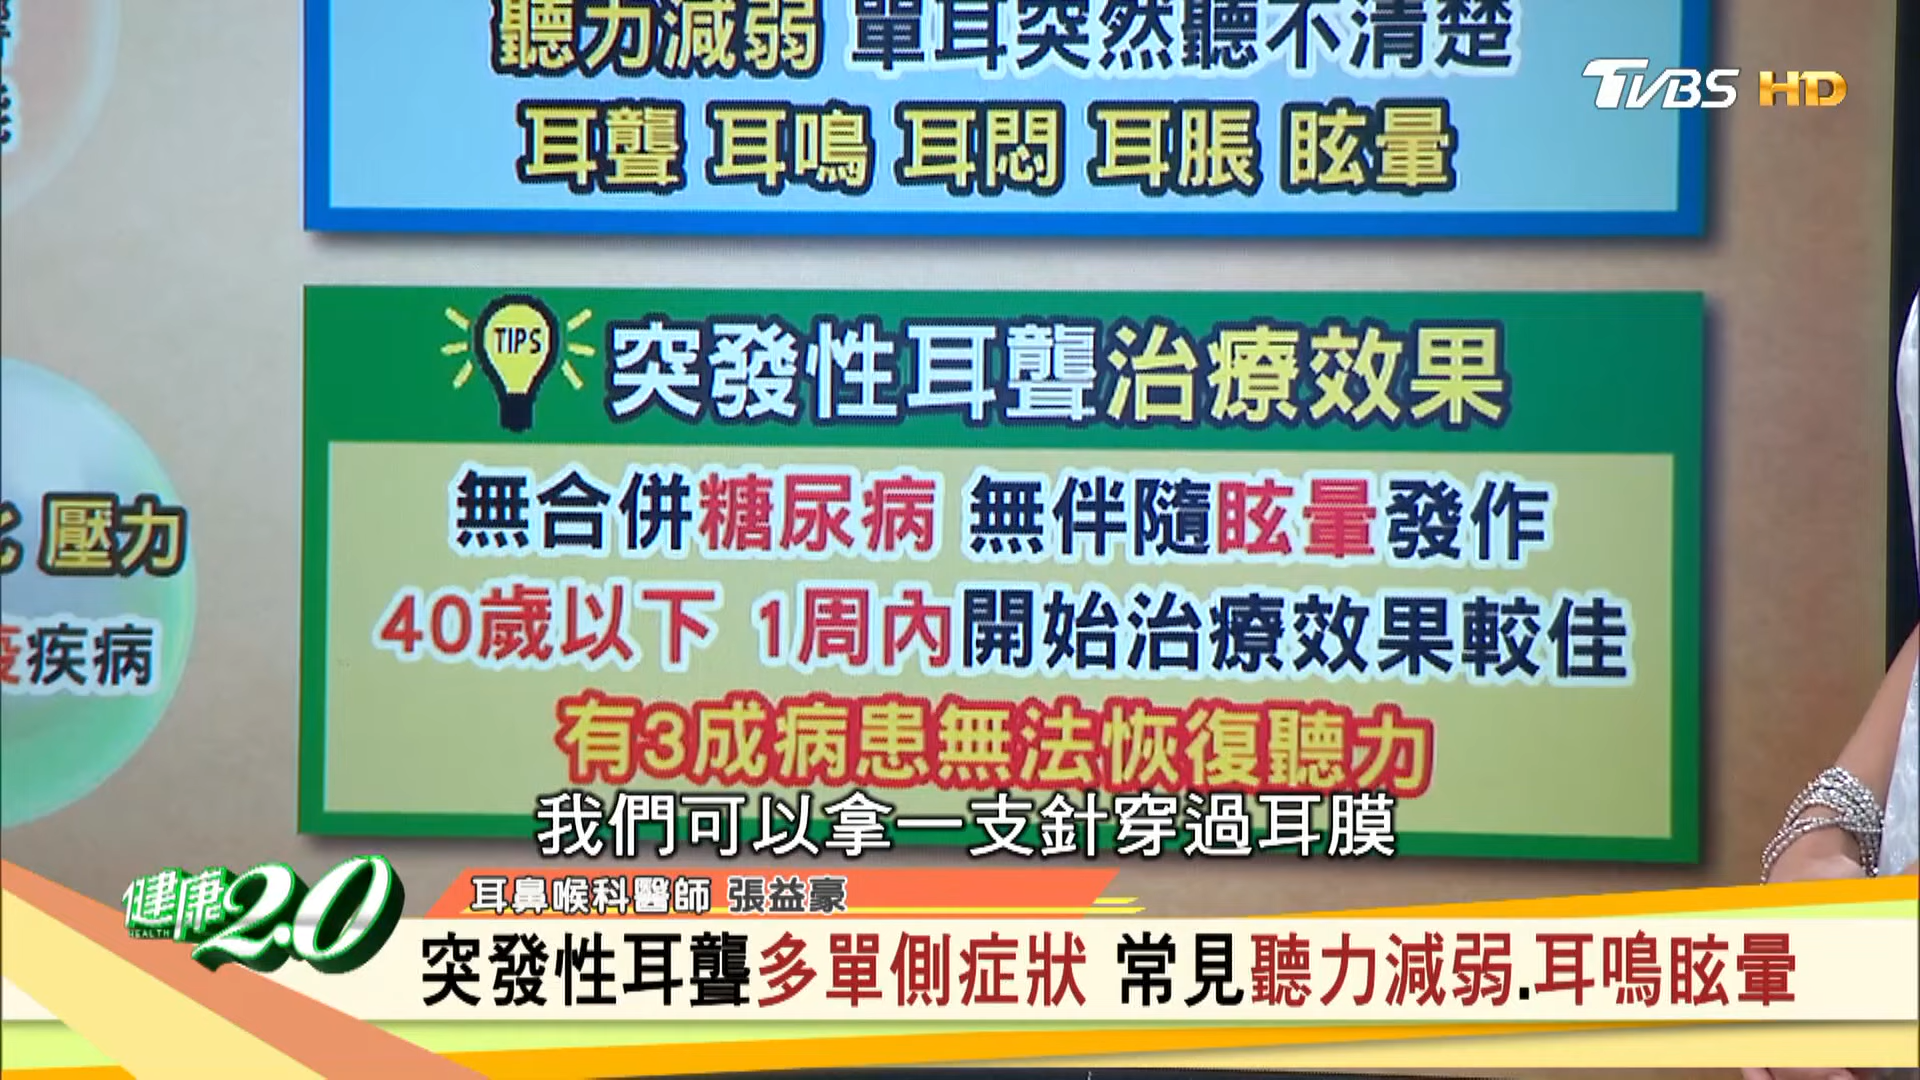 聽力減弱 單耳突然聽不清楚
TVBS HD
耳聾 耳鳴 耳悶 耳脹 眩暈
TIPS 突發性耳聾治療效果
無合併糖尿病 無伴隨眩暈發作
40歲以下 1周內開始治療效果較佳
有3成病患無法恢復聽力
壓力
疾病
我們可以拿一支針穿過耳膜
耳鼻喉科醫師 張益豪
健康2.0
HEALTH
突發性耳聾多單側症狀 常見聽力減弱.耳鳴眩暈